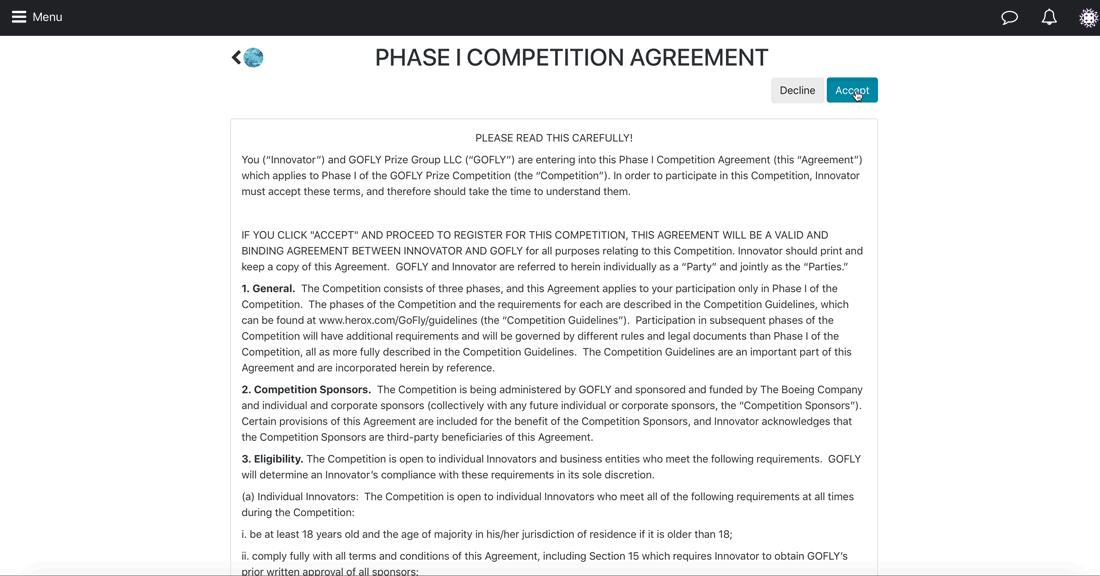 Menu
PHASE I COMPETITION AGREEMENT
Decline
Accept
PLEASE READ THIS CAREFULLY!
You (“Innovator”) and GOFLY Prize Group LLC (“GOFLY”) are entering into this Phase I Competition Agreement (this “Agreement”)
which applies to Phase I of the GOFLY Prize Competition (the “Competition”). In order to participate in this Competition, Innovator
must accept these terms, and therefore should take the time to understand them.
IF YOU CLICK "ACCEPT" AND PROCEED TO REGISTER FOR THIS COMPETITION, THIS AGREEMENT WILL BE A VALID AND
BINDING AGREEMENT BETWEEN INNOVATOR AND GOFLY for all purposes relating to this Competition. Innovator should print and
keep a copy of this Agreement.  GOFLY and Innovator are referred to herein individually as a “Party” and jointly as the “Parties.”
1. General.  The Competition consists of three phases, and this Agreement applies to your participation only in Phase I of the
Competition.  The phases of the Competition and the requirements for each are described in the Competition Guidelines, which
can be found at www.herox.com/GoFly/guidelines (the “Competition Guidelines”).  Participation in subsequent phases of the
Competition will have additional requirements and will be governed by different rules and legal documents than Phase I of the
Competition, all as more fully described in the Competition Guidelines.  The Competition Guidelines are an important part of this
Agreement and are incorporated herein by reference.
2. Competition Sponsors.  The Competition is being administered by GOFLY and sponsored and funded by The Boeing Company
and individual and corporate sponsors (collectively with any future individual or corporate sponsors, the “Competition Sponsors”).
Certain provisions of this Agreement are included for the benefit of the Competition Sponsors, and Innovator acknowledges that
the Competition Sponsors are third-party beneficiaries of this Agreement.
3. Eligibility. The Competition is open to individual Innovators and business entities who meet the following requirements.  GOFLY
will determine an Innovator’s compliance with these requirements in its sole discretion.
(a) Individual Innovators:  The Competition is open to individual Innovators who meet all of the following requirements at all times
during the Competition:
i. be at least 18 years old and the age of majority in his/her jurisdiction of residence if it is older than 18;
ii. comply fully with all terms and conditions of this Agreement, including Section 15 which requires Innovator to obtain GOFLY’s
prior written approval of all sponsors;